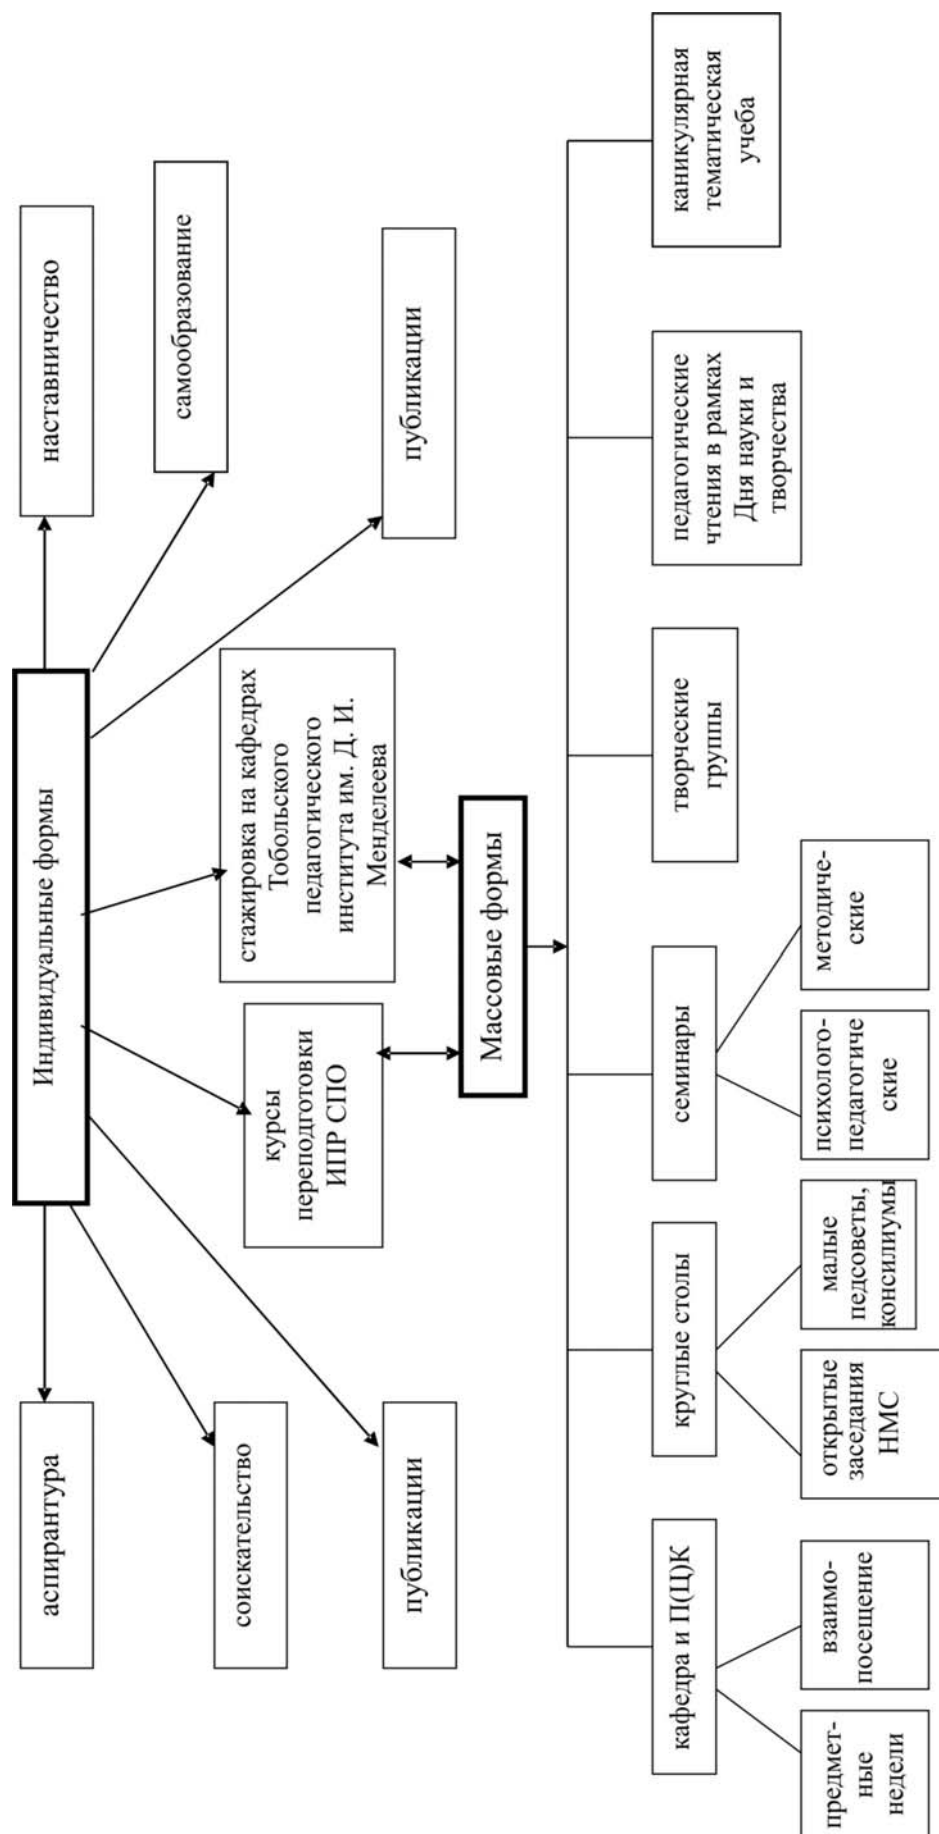 Индивидуальные формы
аспирантура
наставничество
соискательство
самообразование
публикации
курсы
переподготовки
ИПР СПО
стажировка на кафедрах
Тобольского
педагогического
института им. Д. И.
Менделеева
публикации
Массовые формы
кафедра и П(Ц)К
круглые столы
семинары
творческие
группы
педагогические
чтения в рамках
Дня науки и
творчества
каникулярная
тематическая
учеба
предмет-
ные
недели
взаимо-
посещение
открытые
заседания
НМС
малые
педсоветы,
консилиумы
психолого-
педагогиче
ские
методиче-
ские